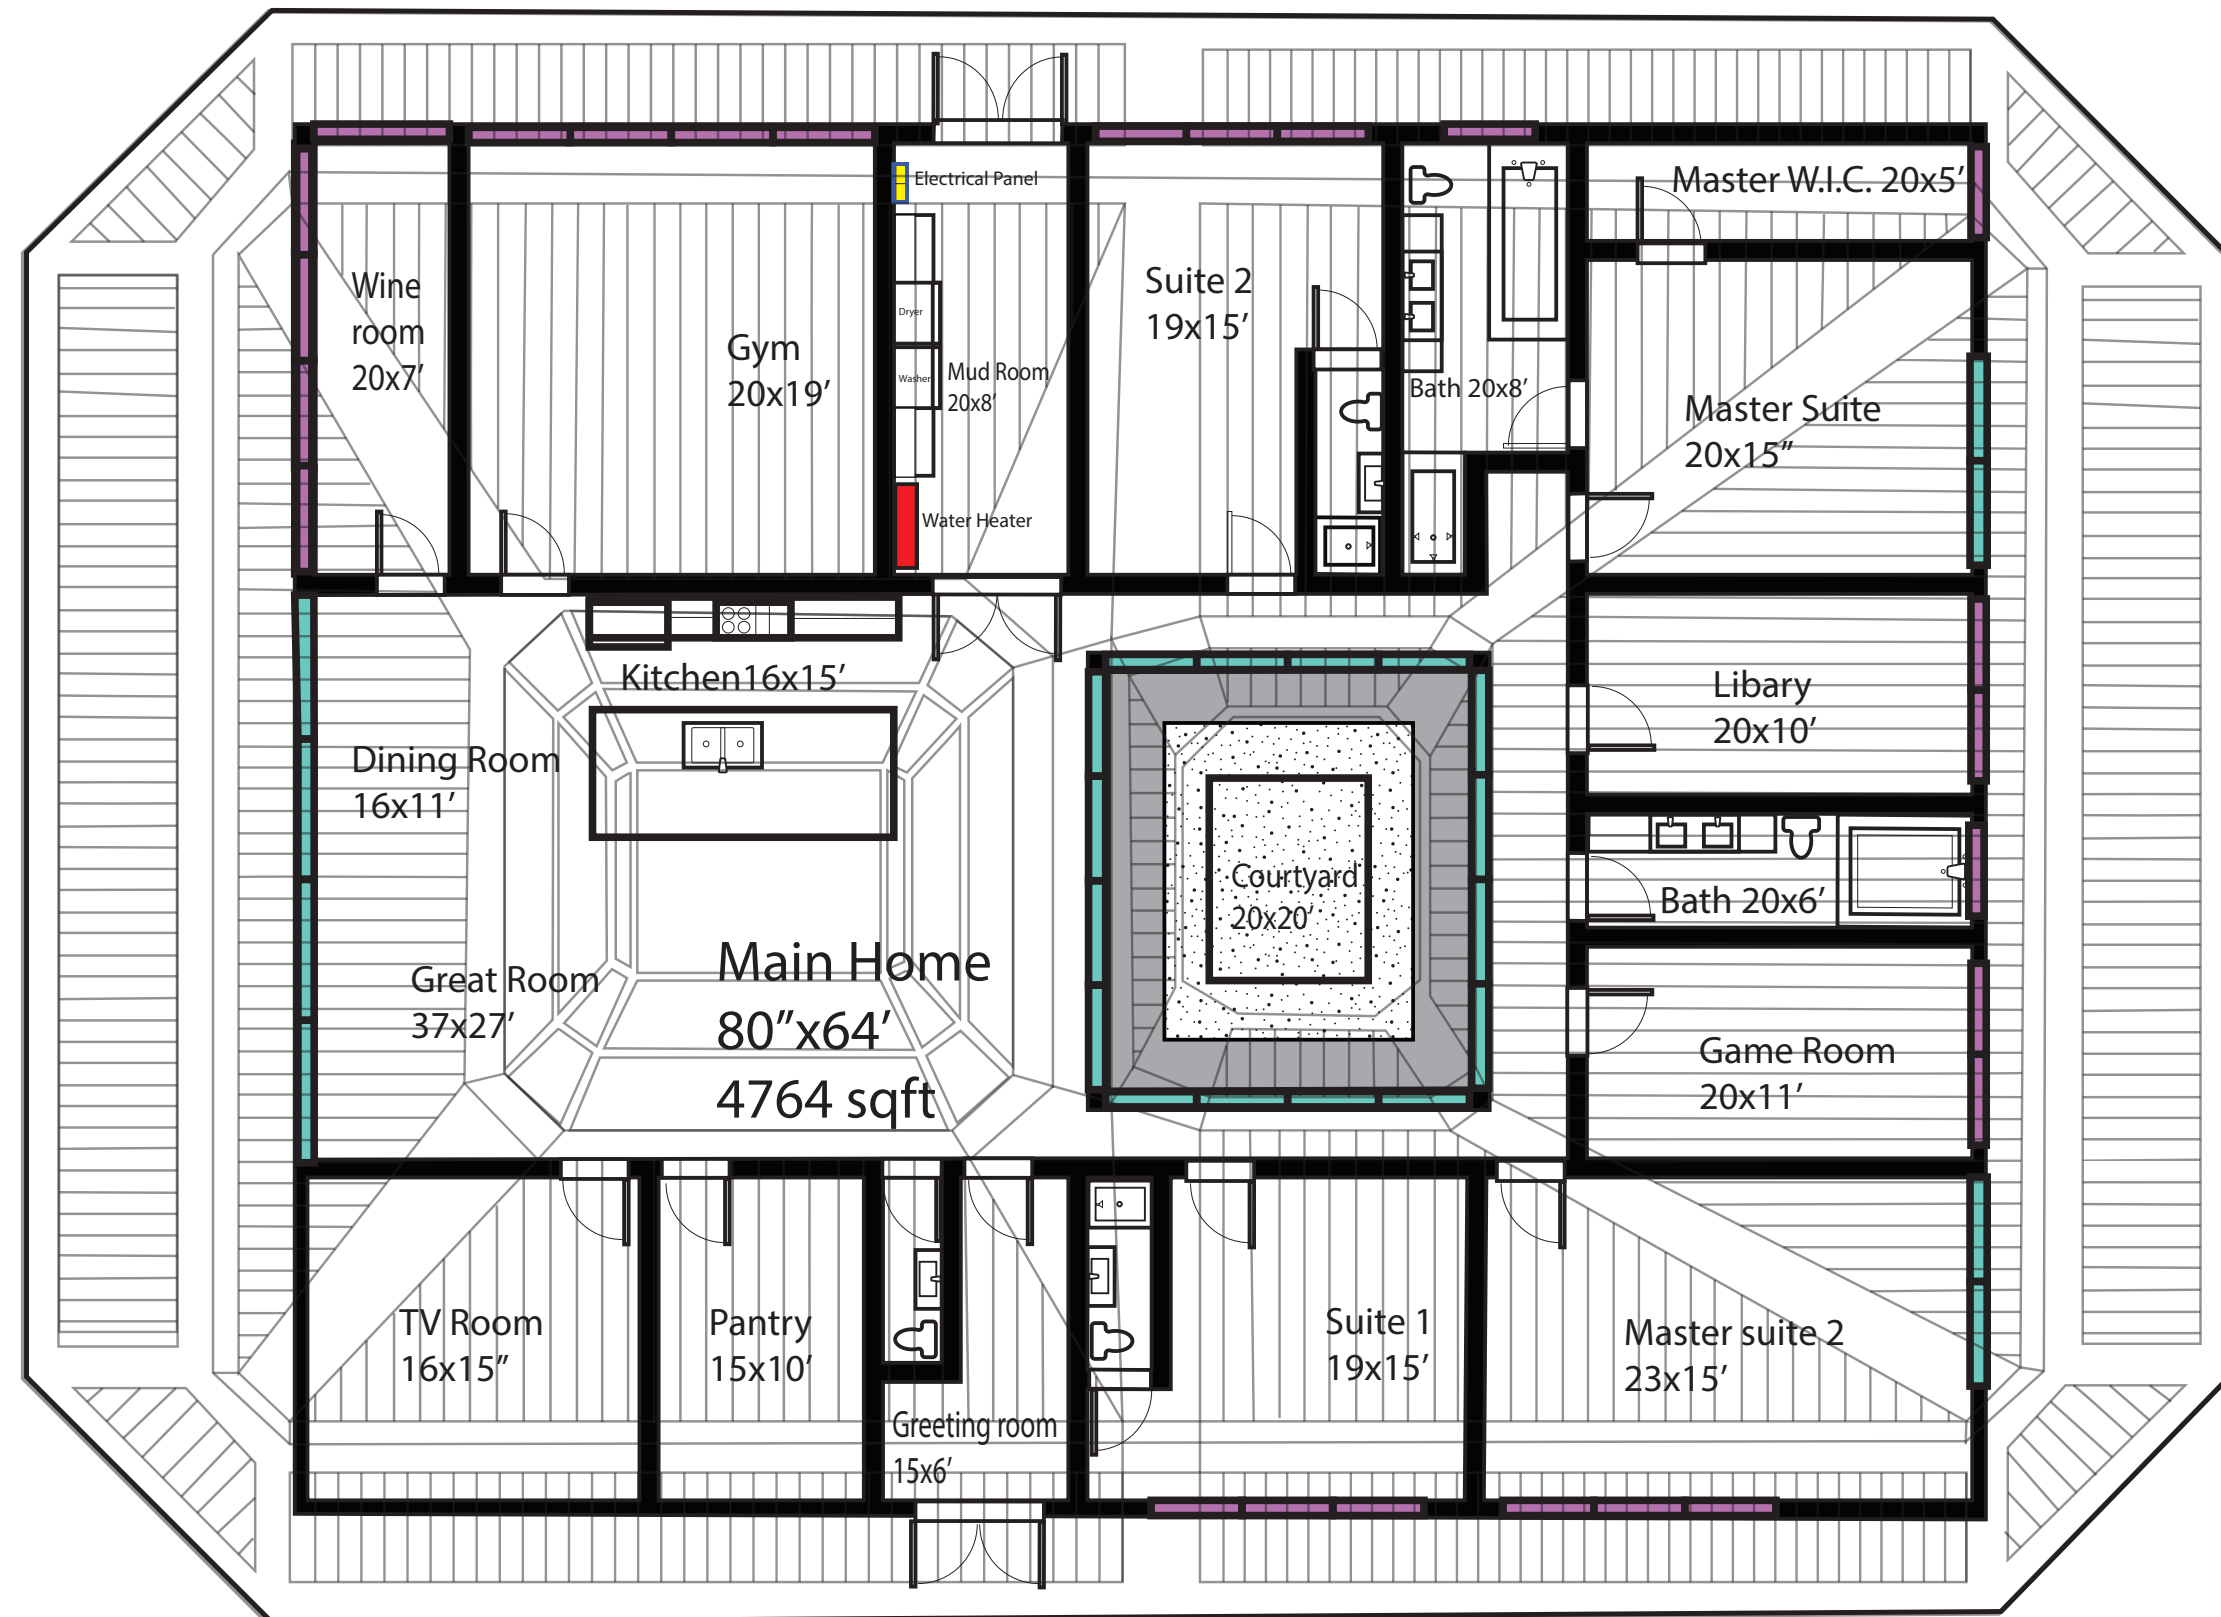 Electrical Panel
Master W.I.C. 20x5’
Wine
room
20x7’
Gym
20x19’
Dryer
Washer
Mud Room
20x8’
Water Heater
Suite 2
19x15’
Bath 20x8’
Master Suite
20x15”
Kitchen16x15’
Dining Room
16x11’
Libary
20x10’
Courtyard
20x20’
Bath 20x6’
Great Room
37x27’
Main Home
80”x64’
4764 sqft
Game Room
20x11’
TV Room
16x15”
Pantry
15x10’
Greeting room
15x6’
Suite 1
19x15’
Master suite 2
23x15’